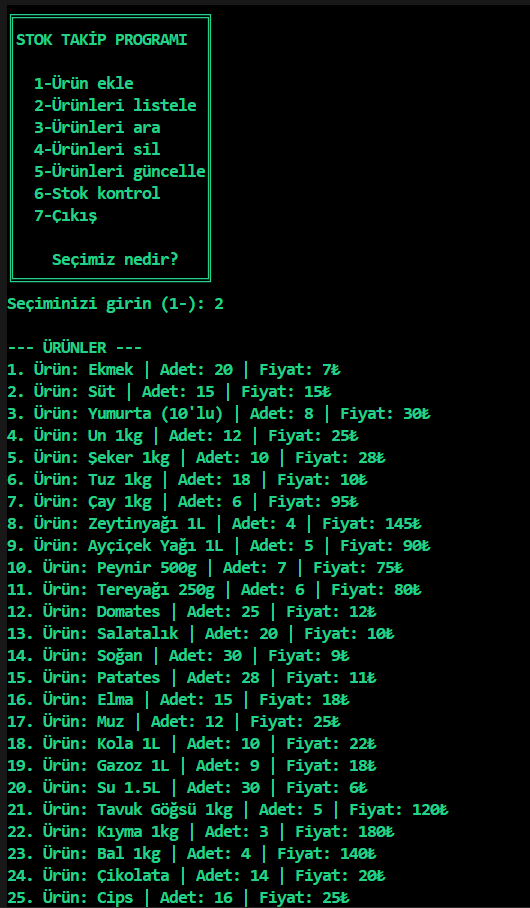 STOK TAKİP PROGRAMI
1-Ürün ekle
2-Ürünleri listele
3-Ürünleri ara
4-Ürünleri sil
5-Ürünleri güncelle
6-Stok kontrol
7-Çıkış
Seçimiz nedir?
Seçiminizi girin (1-): 2
--- ÜRÜNLER ---
1. Ürün: Ekmek | Adet: 20 | Fiyat: 7₺
2. Ürün: Süt | Adet: 15 | Fiyat: 15₺
3. Ürün: Yumurta (10'lu) | Adet: 8 | Fiyat: 30₺
4. Ürün: Un 1kg | Adet: 12 | Fiyat: 25₺
5. Ürün: Şeker 1kg | Adet: 10 | Fiyat: 28₺
6. Ürün: Tuz 1kg | Adet: 18 | Fiyat: 10₺
7. Ürün: Çay 1kg | Adet: 6 | Fiyat: 95₺
8. Ürün: Zeytinyağı 1L | Adet: 4 | Fiyat: 145₺
9. Ürün: Ayçiçek Yağı 1L | Adet: 5 | Fiyat: 90₺
10. Ürün: Peynir 500g | Adet: 7 | Fiyat: 75₺
11. Ürün: Tereyağı 250g | Adet: 6 | Fiyat: 80₺
12. Ürün: Domates | Adet: 25 | Fiyat: 12₺
13. Ürün: Salatalık | Adet: 20 | Fiyat: 10₺
14. Ürün: Soğan | Adet: 30 | Fiyat: 9₺
15. Ürün: Patates | Adet: 28 | Fiyat: 11₺
16. Ürün: Elma | Adet: 15 | Fiyat: 18₺
17. Ürün: Muz | Adet: 12 | Fiyat: 25₺
18. Ürün: Kola 1L | Adet: 10 | Fiyat: 22₺
19. Ürün: Gazoz 1L | Adet: 9 | Fiyat: 18₺
20. Ürün: Su 1.5L | Adet: 30 | Fiyat: 6₺
21. Ürün: Tavuk Göğsü 1kg | Adet: 5 | Fiyat: 120₺
22. Ürün: Kıyma 1kg | Adet: 3 | Fiyat: 180₺
23. Ürün: Bal 1kg | Adet: 4 | Fiyat: 140₺
24. Ürün: Çikolata | Adet: 14 | Fiyat: 20₺
25. Ürün: Cips | Adet: 16 | Fiyat: 25₺